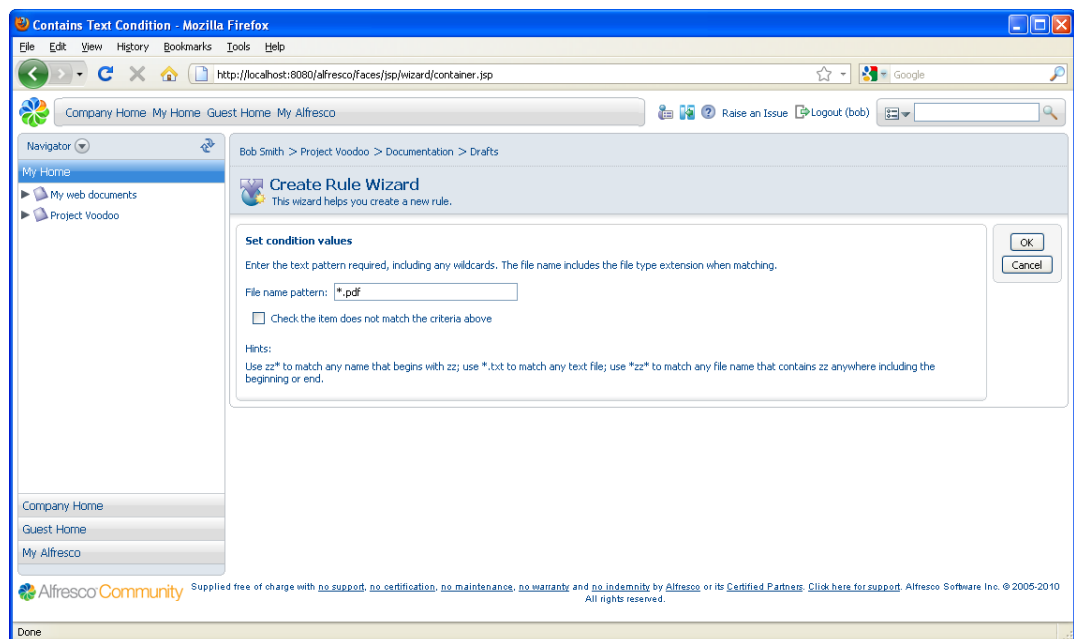 Contains Text Condition - Mozilla Firefox
File Edit View History Bookmarks Tools Help
http://localhost:8080/alfresco/faces/jsp/wizard/container.jsp
Google
Company Home My Home Guest Home My Alfresco
Raise an Issue Logout (bob)
Navigator
Bob Smith > Project Voodoo > Documentation > Drafts
My Home
My web documents
Project Voodoo
Create Rule Wizard
This wizard helps you create a new rule.
Set condition values
Enter the text pattern required, including any wildcards. The file name includes the file type extension when matching.
File name pattern: *.pdf
Check the item does not match the criteria above
Hints:
Use zz* to match any name that begins with zz; use *.txt to match any text file; use *zz* to match any file name that contains zz anywhere including the
beginning or end.
OK
Cancel
Company Home
Guest Home
My Alfresco
Alfresco Community
Supplied free of charge with no support, no certification, no maintenance, no warranty and no indemnity by Alfresco or its Certified Partners. Click here for support. Alfresco Software Inc. © 2005-2010
All rights reserved.
Done